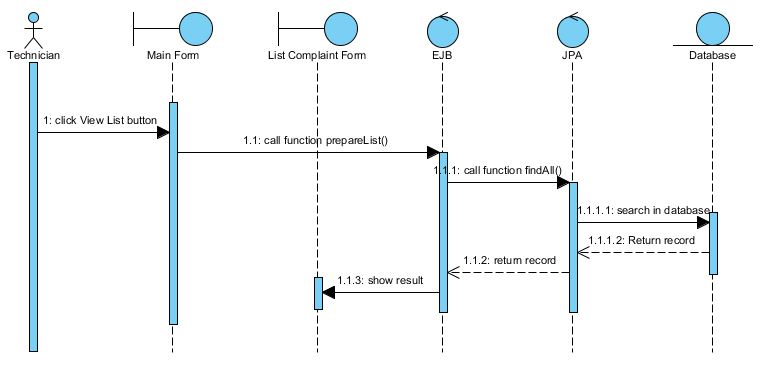 Technician
Main Form
List Complaint Form
EJB
JPA
Database
1: click View List button
1.1: call function prepareList()
1.1.1: call function findAll()
1.1.1.1: search in database
1.1.1.2: Return record
1.1.2: return record
1.1.3: show result